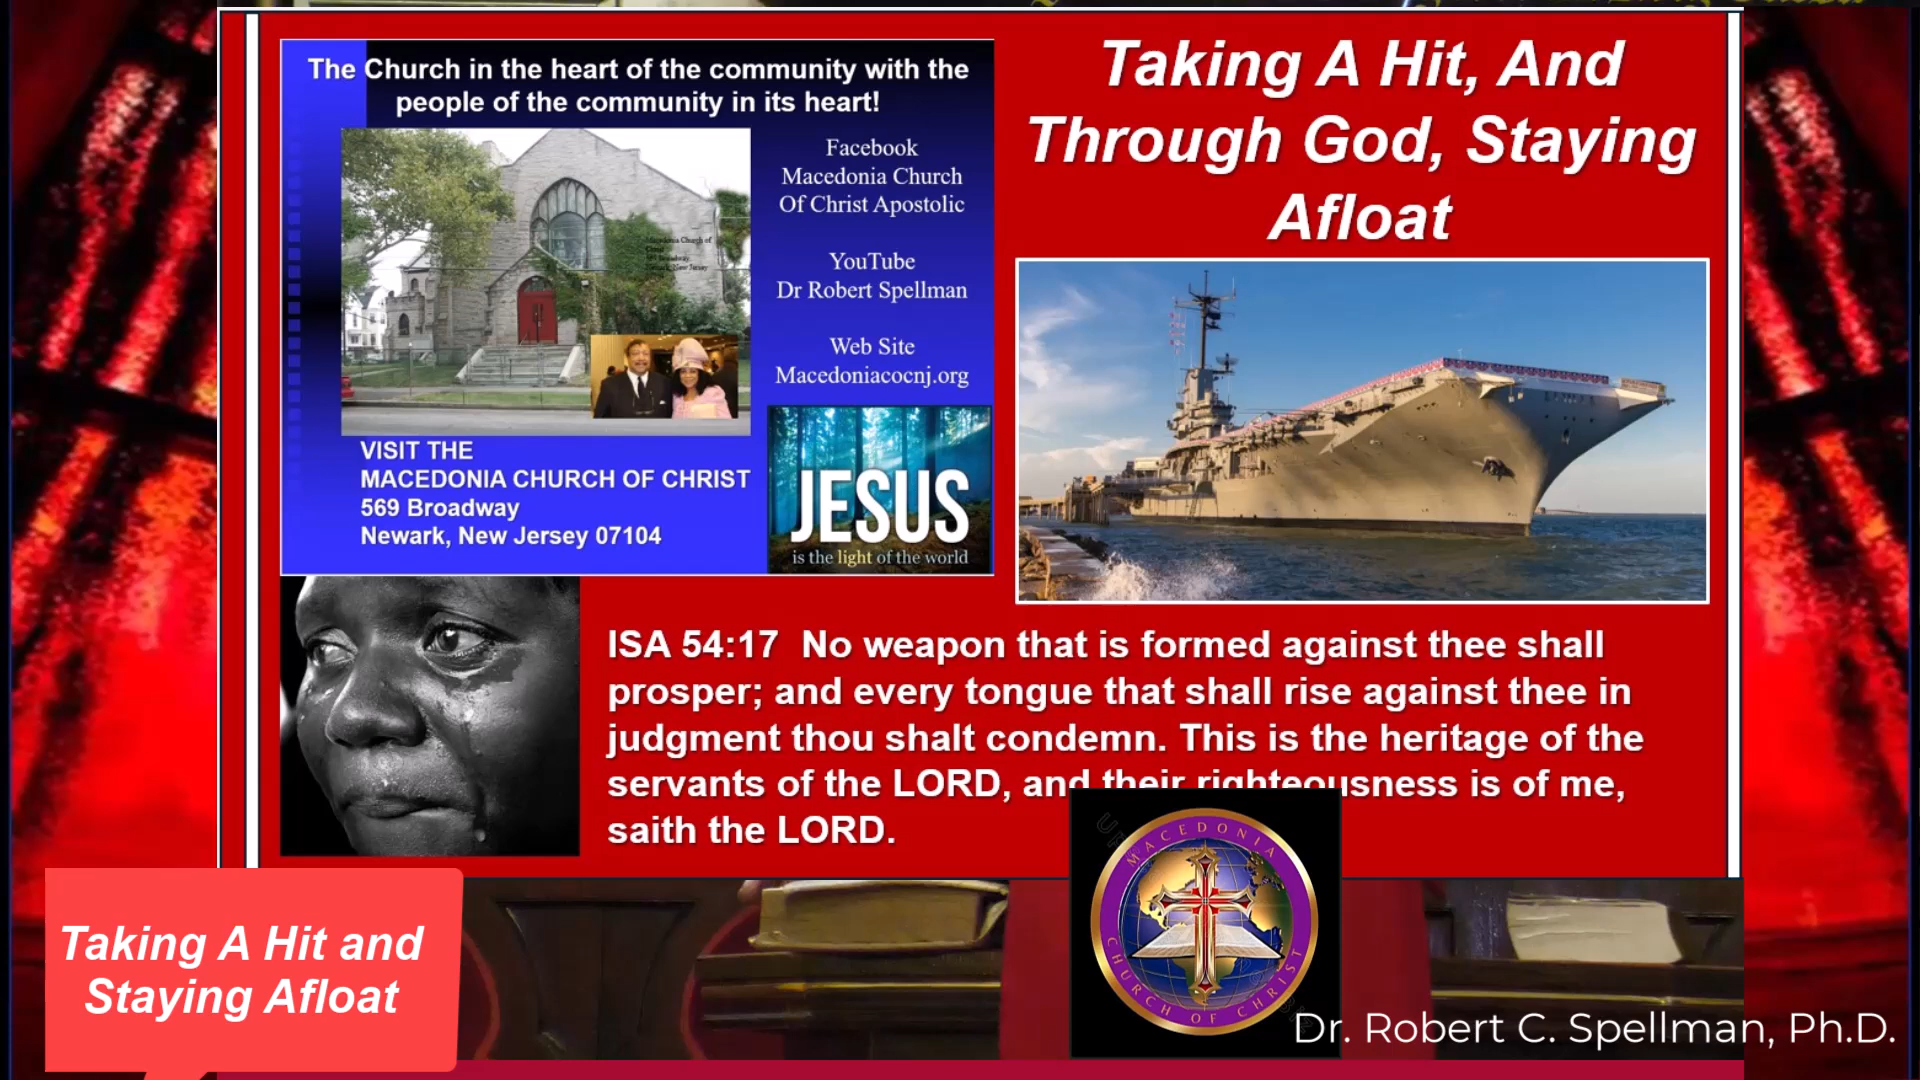 The Church in the heart of the community with the
people of the community in its heart!
Facebook
Macedonia Church
Of Christ Apostolic
YouTube
Dr Robert Spellman
Web Site
Macedoniacocnj.org
VISIT THE
MACEDONIA CHURCH OF CHRIST
569 Broadway
Newark, New Jersey 07104
JESUS
is the light of the world
Taking A Hit, And
Through God, Staying
Afloat
ISA 54:17 No weapon that is formed against thee shall
prosper; and every tongue that shall rise against thee in
judgment thou shalt condemn. This is the heritage of the
servants of the LORD, and their righteousness is of me,
saith the LORD.
Taking A Hit and
Staying Afloat
MACEDONIA
CHURCH OF CHRIST
Dr. Robert C. Spellman, Ph.D.